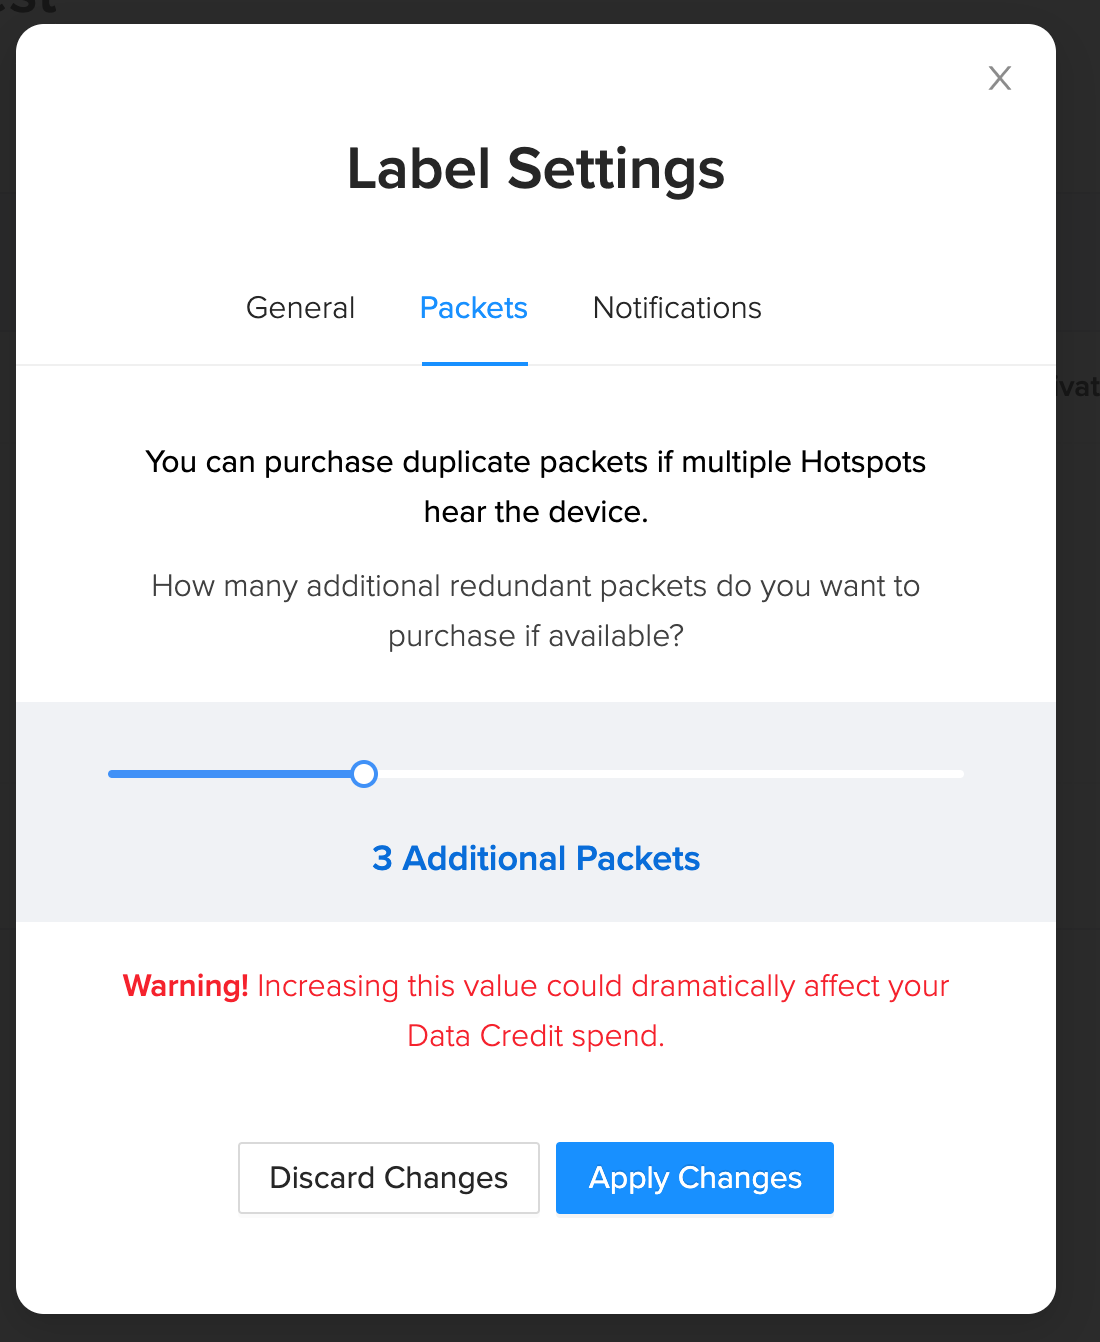 X
Label Settings
General Packets Notifications
You can purchase duplicate packets if multiple Hotspots
hear the device.
How many additional redundant packets do you want to
purchase if available?
3 Additional Packets
Warning! Increasing this value could dramatically affect your
Data Credit spend.
Discard Changes Apply Changes